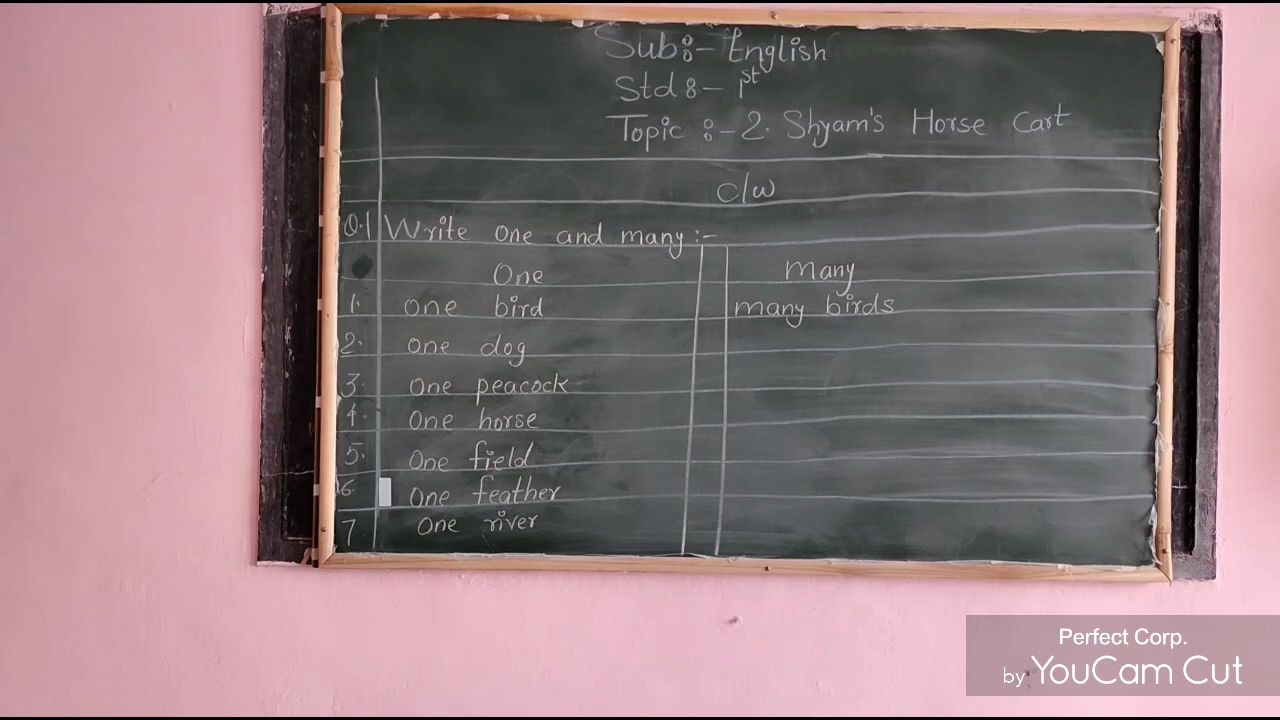 Sub:- English
Std:- 1st
Topic :- 2. Shyam's Horse Cart
c/w
Q.1 Write one and many :-
One many
1. one bird many birds
2. One dog
3. One peacock
4. One horse
5. One field
6. One feather
7 One river
Perfect Corp.
by YouCam Cut